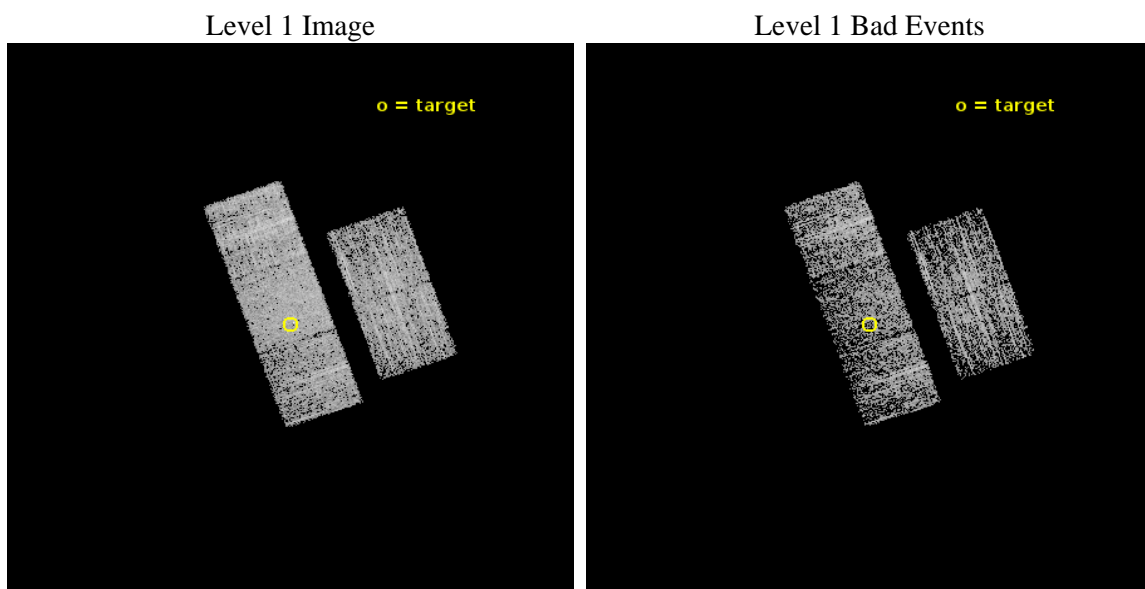 Level 1 Image
Level 1 Bad Events
o = target
o = target